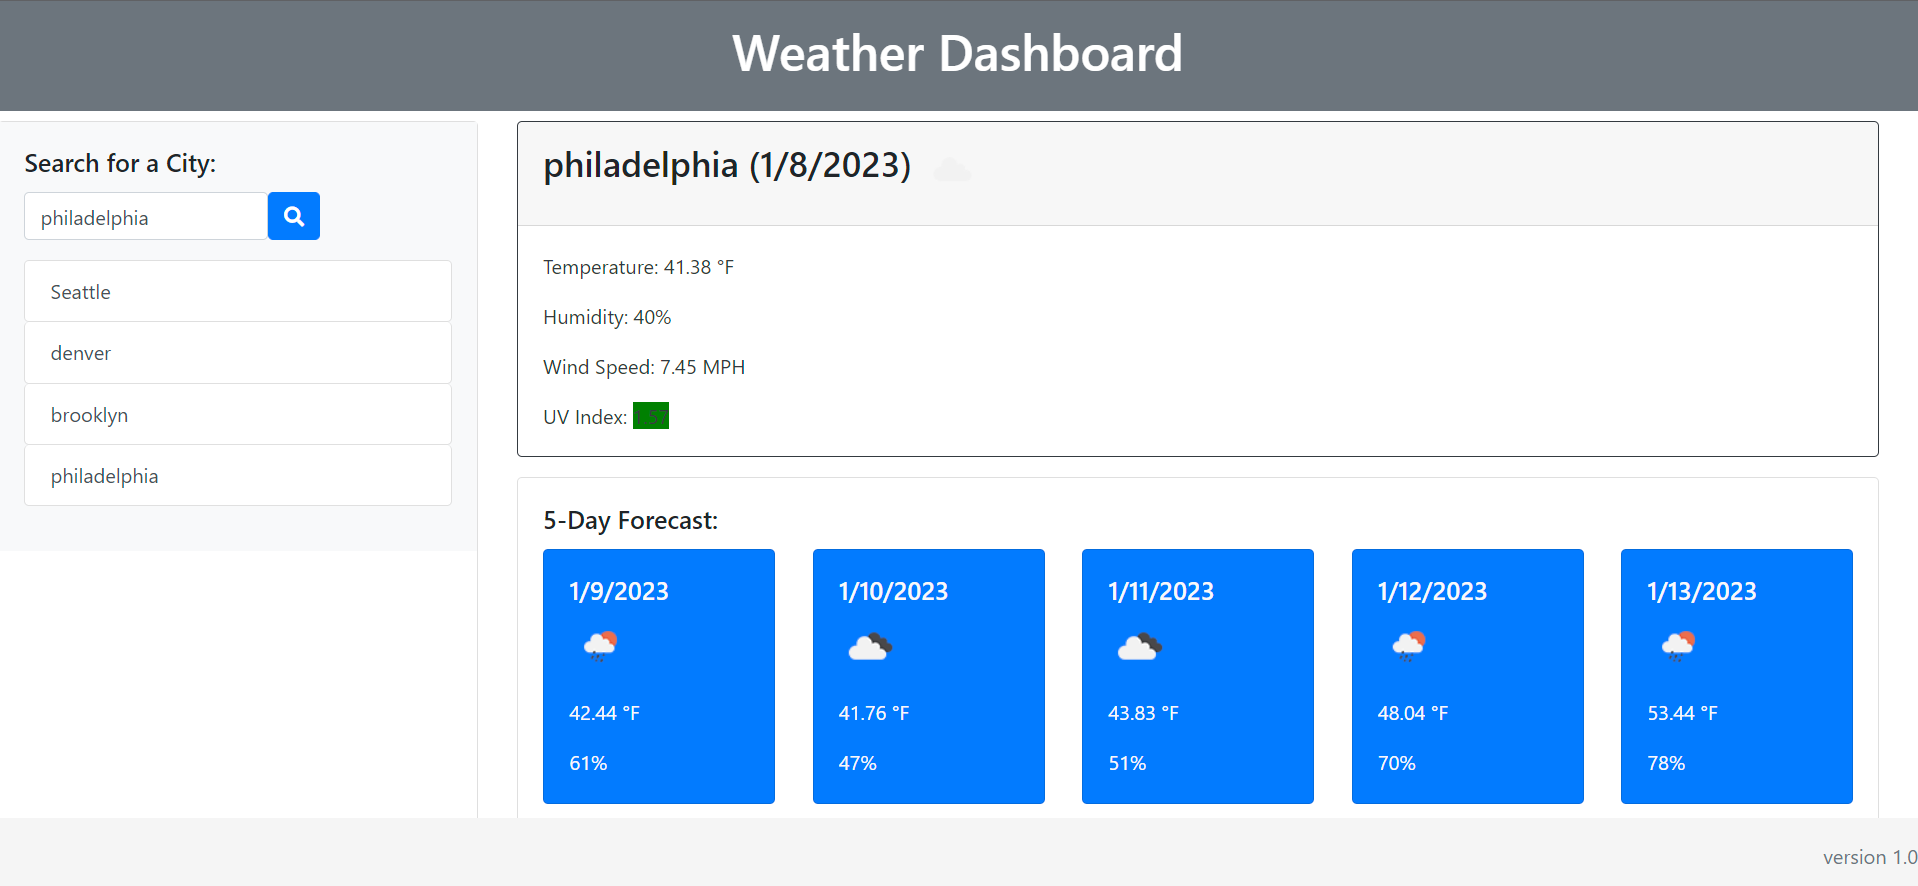 Weather Dashboard
Search for a City:
philadelphia
Seattle
denver
brooklyn
philadelphia
philadelphia (1/8/2023)
Temperature: 41.38 °F
Humidity: 40%
Wind Speed: 7.45 MPH
UV Index: 1.57
5-Day Forecast:
1/9/2023
42.44 °F
61%
1/10/2023
41.76 °F
47%
1/11/2023
43.83 °F
51%
1/12/2023
48.04 °F
70%
1/13/2023
53.44 °F
78%
version 1.0